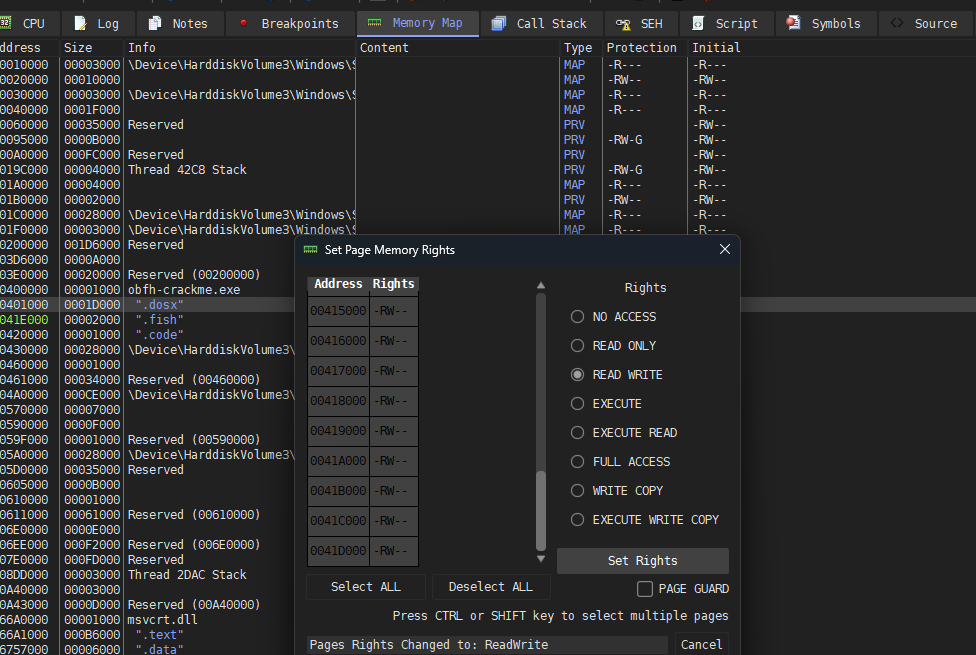 CPU Log Notes Breakpoints Memory Map Call Stack SEH Script Symbols Source
ddress Size Info Content Type Protection Initial
0010000 00003000 \Device\HarddiskVolume3\Windows\S MAP -R--- -R---
0020000 00010000 MAP -RW-- -RW--
0030000 00003000 \Device\HarddiskVolume3\Windows\S MAP -R--- -R---
0040000 0001F000 MAP -R--- -R---
0060000 00035000 Reserved PRV -RW--
0095000 0000B000 PRV -RW-G -RW--
00A0000 000FC000 Reserved PRV -RW--
019C000 00004000 Thread 42C8 Stack PRV -RW-G -RW--
01A0000 00004000 MAP -R--- -R---
01B0000 00002000 PRV -RW-- -RW--
01C0000 00028000 \Device\HarddiskVolume3\Windows\S MAP -R--- -R---
01F0000 00003000 \Device\HarddiskVolume3\Windows\S MAP -R--- -R---
0200000 001D6000 Reserved
03D6000 0000A000
03E0000 00020000 Reserved (00200000)
0400000 00001000 obfh-crackme.exe
0401000 0001D000 ".dosx"
041E000 00002000 ".fish"
0420000 00001000 ".code"
0430000 00028000 \Device\HarddiskVolume3\
0460000 00001000
0461000 00034000 Reserved (00460000)
04A0000 000CE000 \Device\HarddiskVolume3\
0570000 00007000
0590000 0000F000
059F000 00001000 Reserved (00590000)
05A0000 00028000 \Device\HarddiskVolume3\
05D0000 00035000 Reserved
0605000 0000B000
0610000 00001000
0611000 00061000 Reserved (00610000)
06E0000 0000E000
06EE000 000F2000 Reserved (006E0000)
07E0000 000FD000 Reserved
08DD000 00003000 Thread 2DAC Stack
0A40000 00003000
0A43000 0000D000 Reserved (00A40000)
66A0000 00001000 msvcrt.dll
66A1000 000B6000 ".text"
6757000 00006000 ".data"
Set Page Memory Rights
Address Rights
00415000 -RW--
00416000 -RW--
00417000 -RW--
00418000 -RW--
00419000 -RW--
0041A000 -RW--
0041B000 -RW--
0041C000 -RW--
0041D000 -RW--
Rights
NO ACCESS
READ ONLY
READ WRITE
EXECUTE
EXECUTE READ
FULL ACCESS
WRITE COPY
EXECUTE WRITE COPY
Set Rights
Select ALL Deselect ALL PAGE GUARD
Press CTRL or SHIFT key to select multiple pages
Pages Rights Changed to: ReadWrite Cancel